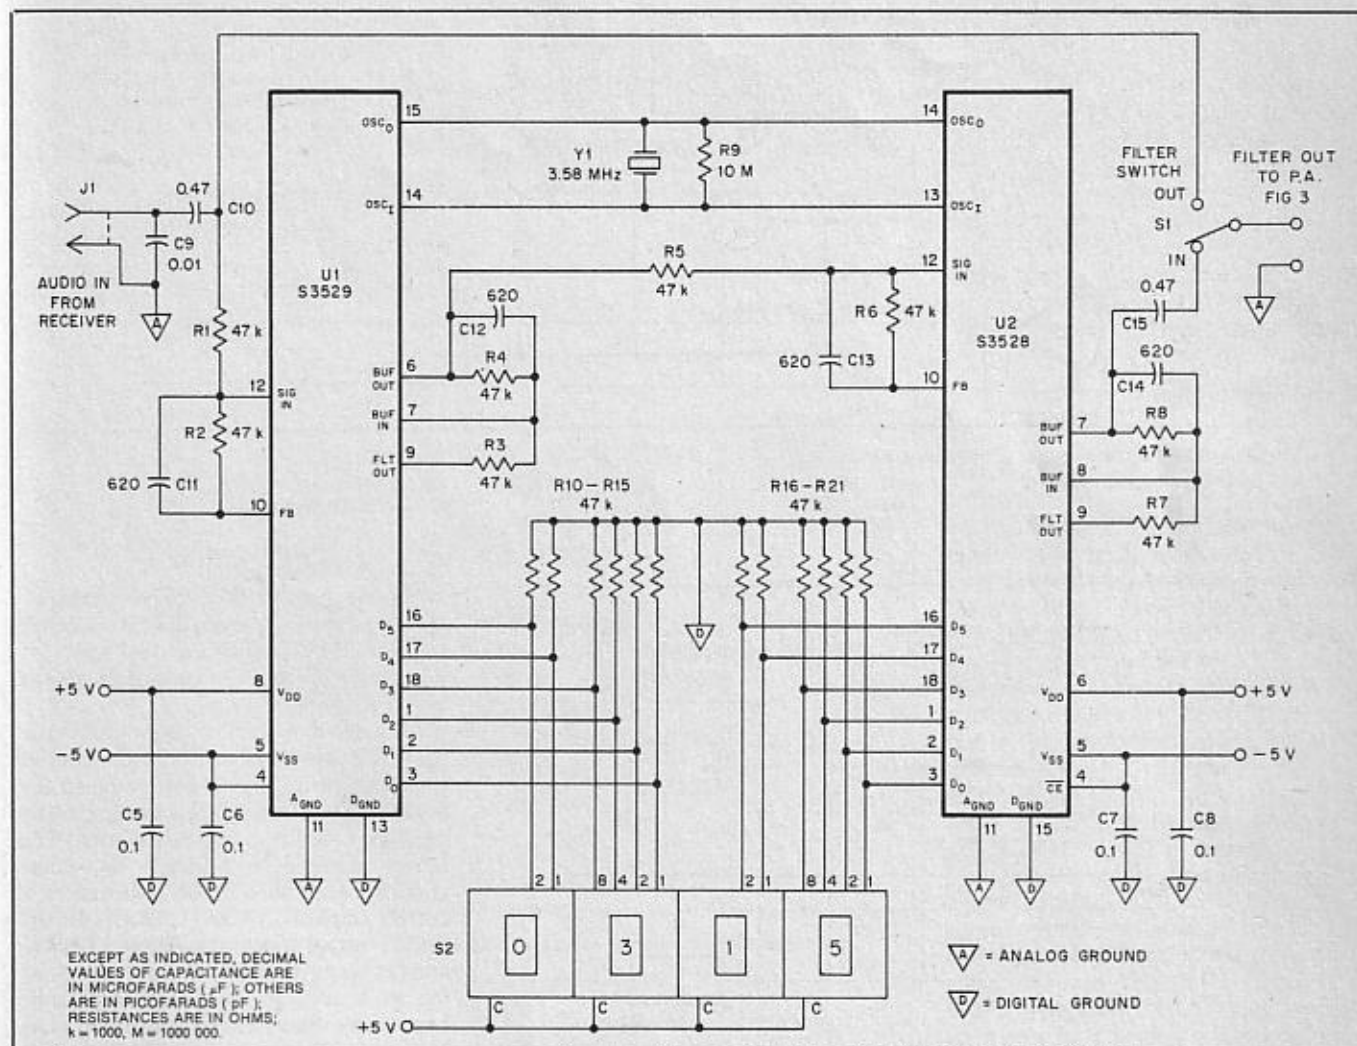 15
OSC O
14
OSC O
Y1
3.58 MHz
R9
10 M
FILTER
SWITCH
OUT
FILTER OUT
TO P.A.
FIG 3
J1
0.47
C10
14
OSC I
13
OSC I
S1
IN
C9
0.01
AUDIO IN
FROM
RECEIVER
A
R1
47 k
U1
S3529
R5
47 k
12
SIG
IN
R6
47 k
620
C12
U2
S3528
0.47
C15
A
620
C13
620
C14
6
BUF
OUT
R4
47 k
10
FB
12
SIG
IN
R2
47 k
7
BUF
IN
7
BUF
OUT
R8
47 k
9
FLT
OUT
R3
47 k
8
BUF
IN
620
C11
10
FB
R10-R15
47 k
R16-R21
47 k
9
FLT
OUT
R7
47 k
D
D5
16
16
D5
D4
17
17
D4
D3
18
18
D3
D2
1
1
D2
D1
2
2
D1
D0
3
3
D0
+5 V
8
VDD
VDD
6
+5 V
-5 V
5
VSS
VSS
5
-5 V
4
CE
4
C5
0.1
C6
0.1
AGND
11
DGND
13
AGND
11
DGND
15
C7
0.1
C8
0.1
D
D
A
D
A
D
D
D
2 1 8 4 2 1 2 1 8 4 2 1
S2
0 3 1 5
C C C C
+5 V
A = ANALOG GROUND
D = DIGITAL GROUND
EXCEPT AS INDICATED, DECIMAL
VALUES OF CAPACITANCE ARE
IN MICROFARADS ( µF ); OTHERS
ARE IN PICOFARADS ( pF );
RESISTANCES ARE IN OHMS;
k = 1000, M = 1000 000.